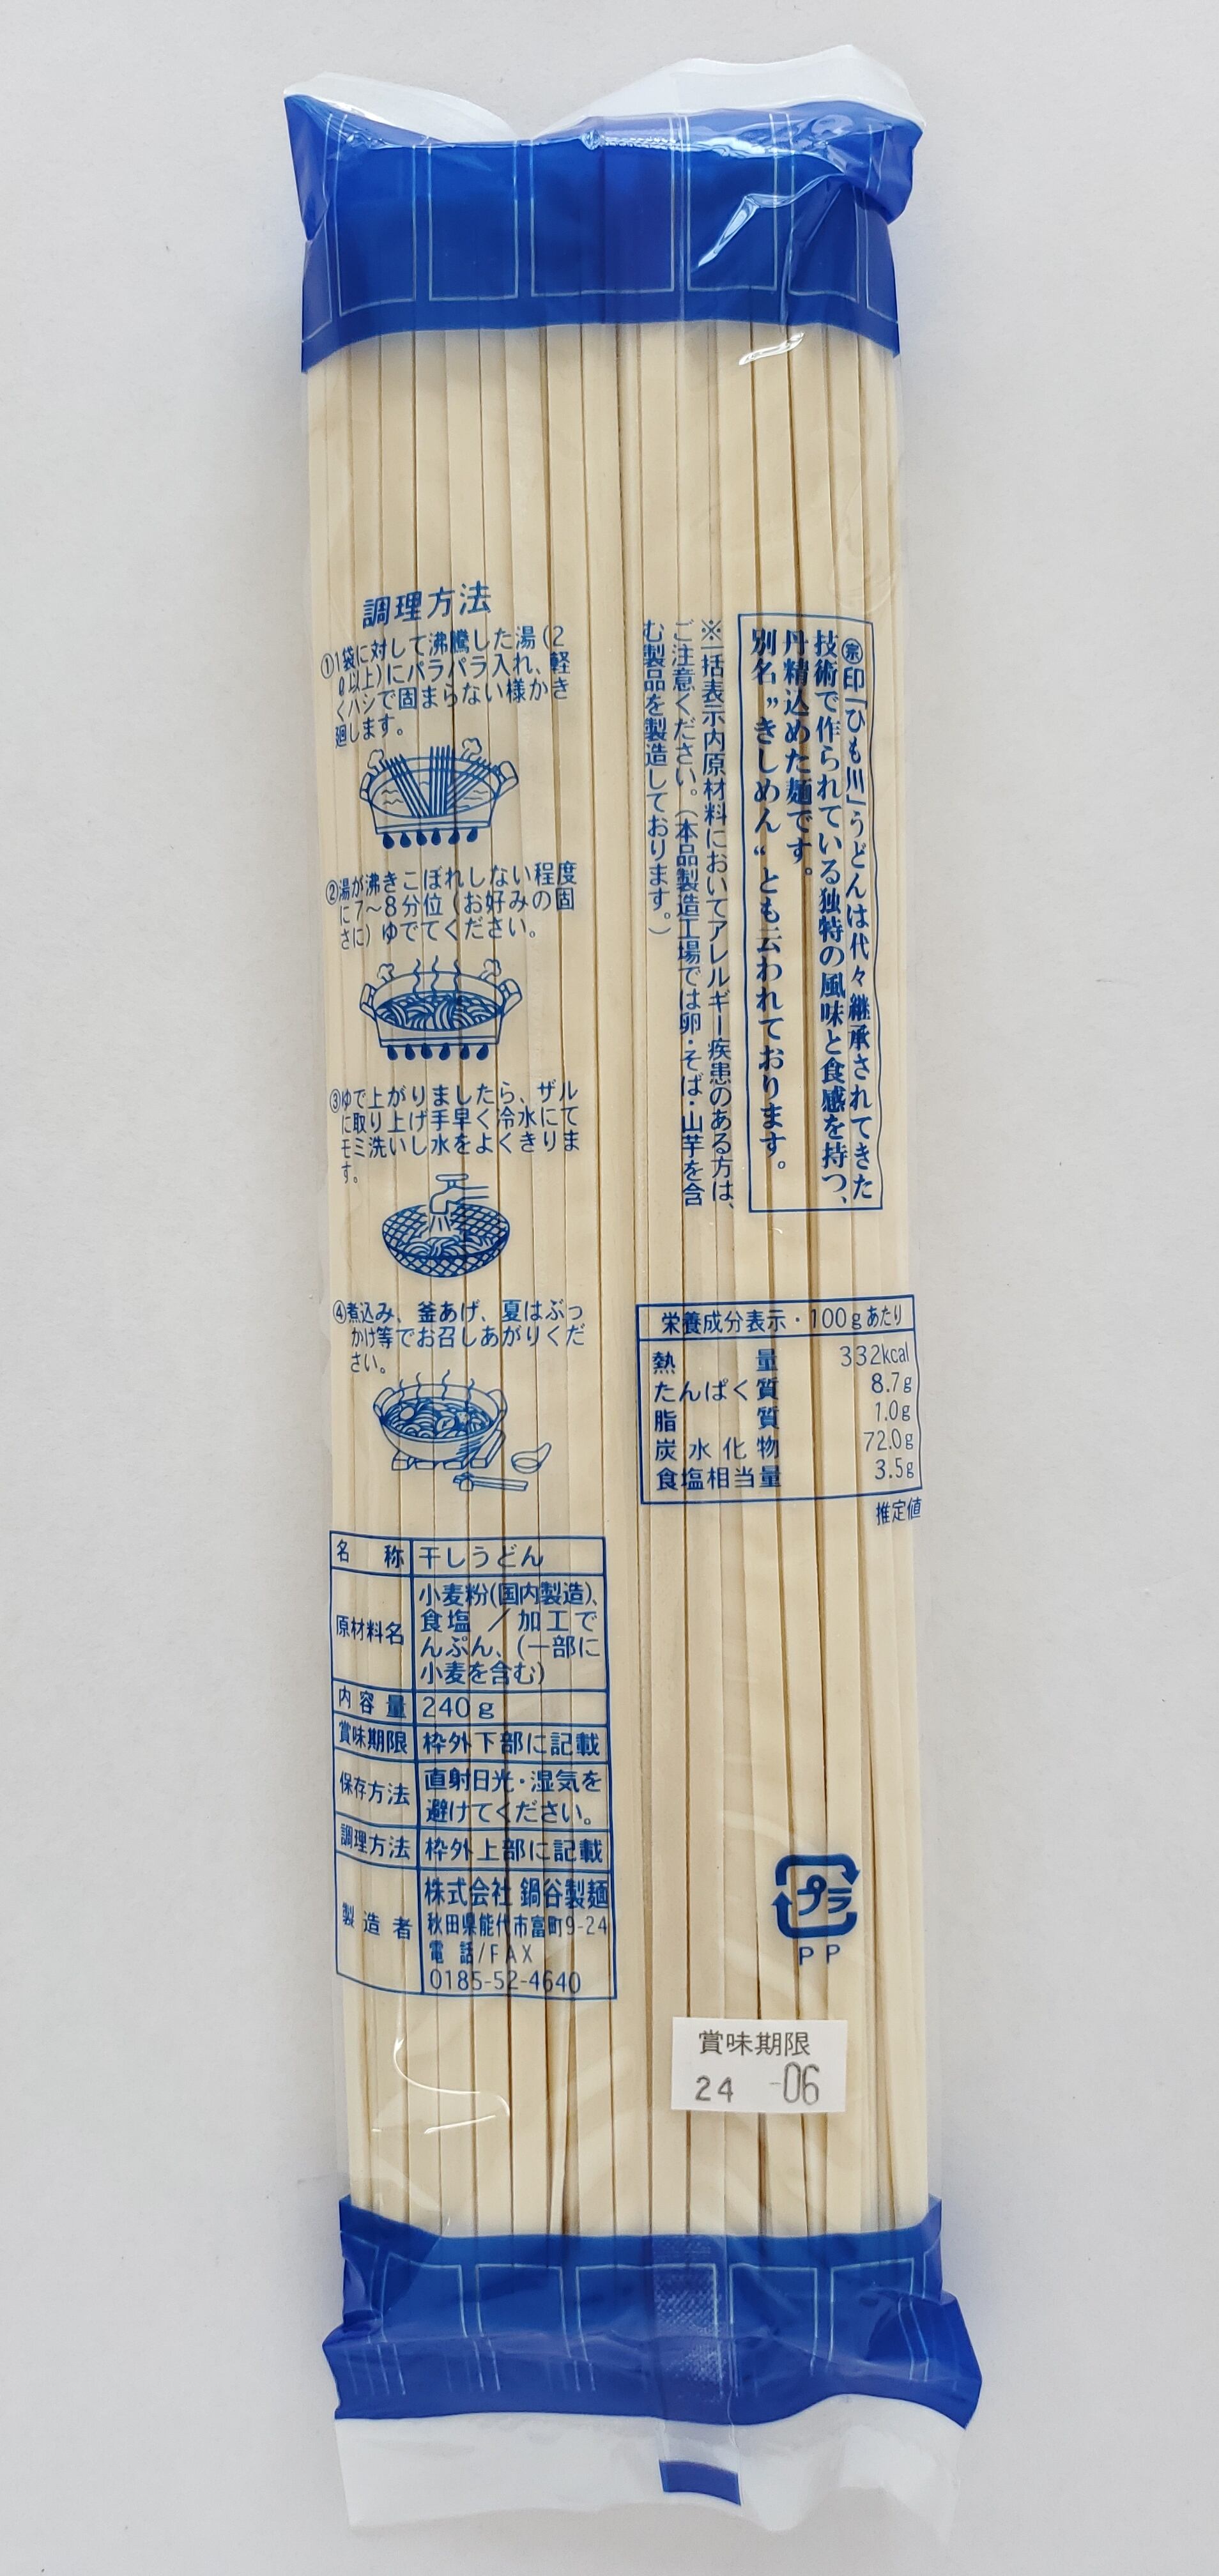 調理方法
①1袋に対して沸騰した湯(2
ℓ以上)にパラパラ入れ、軽
くハシで固まらない様かき
廻します。
②湯が沸きこぼれしない程度
に7～8分位(お好みの固
さに)ゆでてください。
③ゆで上がりましたら、ザル
に取り上げ手早く冷水にて
モミ洗いし水をよくきりま
す。
④煮込み、釜あげ、夏はぶっ
かけ等でお召しあがりくだ
さい。
㊪印「ひも川」うどんは代々継承されてきた
技術で作られている独特の風味と食感を持つ、
丹精込めた麺です。
別名〝きしめん〟とも云われております。
※一括表示内原材料においてアレルギー疾患のある方は、
ご注意ください。(本品製造工場では卵・そば・山芋を含
む製品を製造しております。)
栄養成分表示・100gあたり
熱量 332kcal
たんぱく質 8.7g
脂質 1.0g
炭水化物 72.0g
食塩相当量 3.5g
推定値
名称 干しうどん
原材料名 小麦粉(国内製造)、
食塩／加工で
んぷん、(一部に
小麦を含む)
内容量 240g
賞味期限 枠外下部に記載
保存方法 直射日光・湿気を
避けてください。
調理方法 枠外上部に記載
製造者 株式会社 鍋谷製麺
秋田県能代市富町9-24
電話/FAX
0185-52-4640
プラ
PP
賞味期限
24 -06